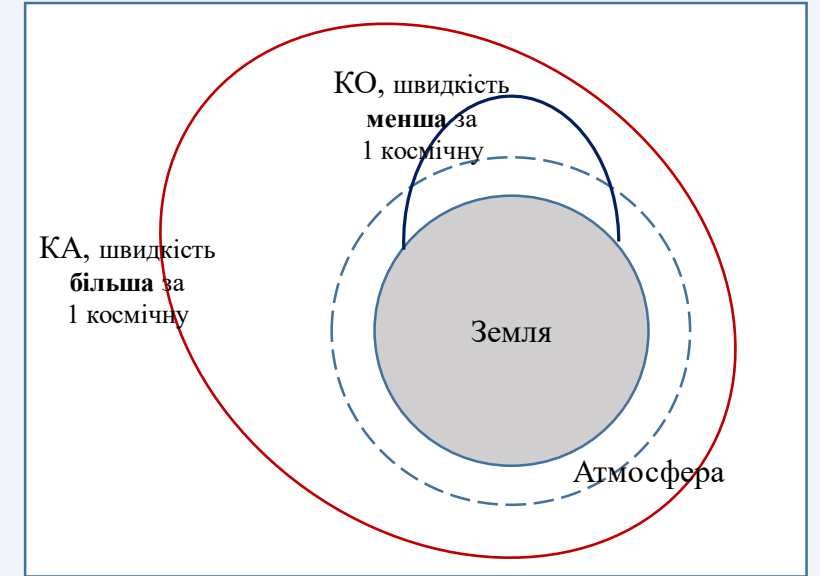 КО, швидкість
менша за
1 космічну
КА, швидкість
більша за
1 космічну
Земля
Атмосфера